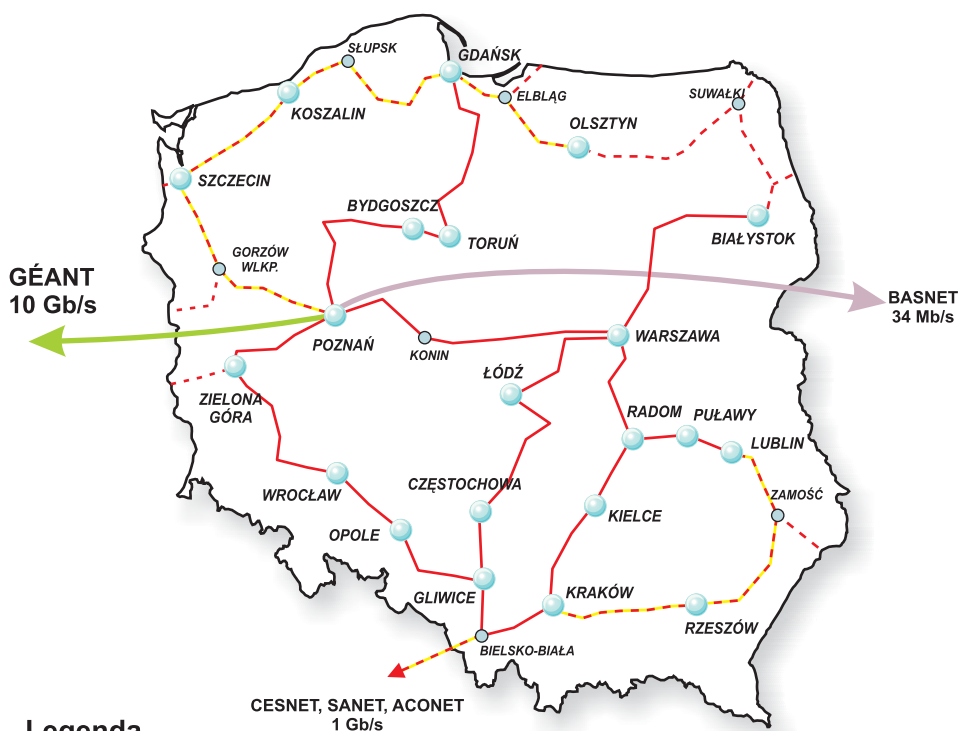 SŁUPSK
GDAŃSK
KOSZALIN
ELBLĄG
SUWAŁKI
OLSZTYN
SZCZECIN
BYDGOSZCZ
TORUŃ
BIAŁYSTOK
GORZÓW
WLKP.
GÉANT
10 Gb/s
BASNET
34 Mb/s
POZNAŃ
KONIN
WARSZAWA
ŁÓDŹ
ZIELONA
GÓRA
RADOM
PUŁAWY
LUBLIN
WROCŁAW
CZĘSTOCHOWA
ZAMOŚĆ
OPOLE
KIELCE
GLIWICE
KRAKÓW
RZESZÓW
BIELSKO-BIAŁA
CESNET, SANET, ACONET
1 Gb/s
Legenda